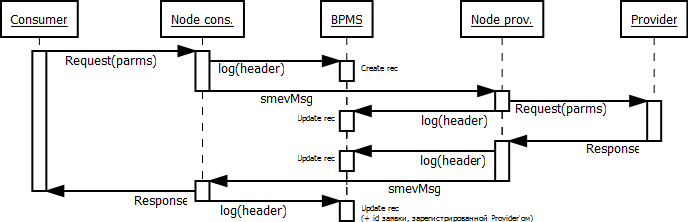 Consumer
Node cons.
BPMS
Node prov.
Provider
Request(parms)
log(header)
Create rec
smevMsg
Request(parms)
Update rec
log(header)
Response
Update rec
log(header)
smevMsg
Response
log(header)
Update rec
(+ id заявки, зарегистрированной Provider'ом)